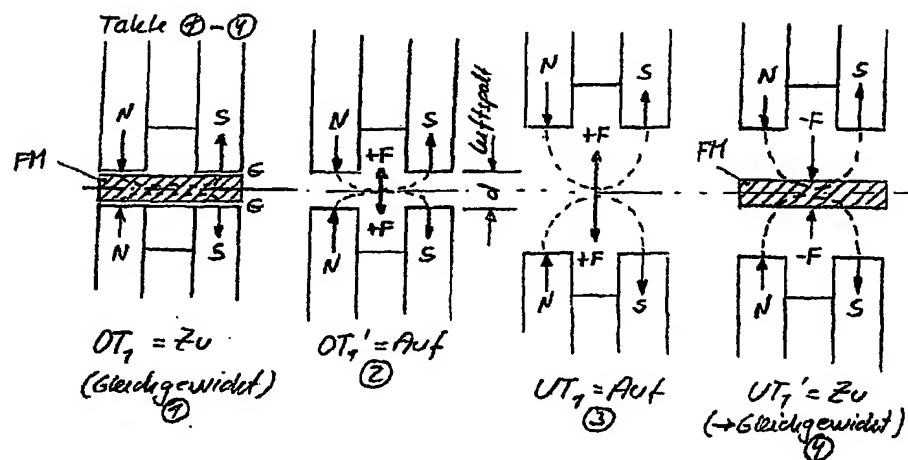 Takte ① - ④
N S
FM
G
G
N S
OT₁ = Zu
(Gleichgewicht)
①
N S
+F
+F
N S
OT₁' = Auf
②
Luftspalt
d
N S
+F
+F
N S
UT₁ = Auf
③
N S
-F
FM
-F
N S
UT₁' = Zu
(→Gleichgewicht)
④